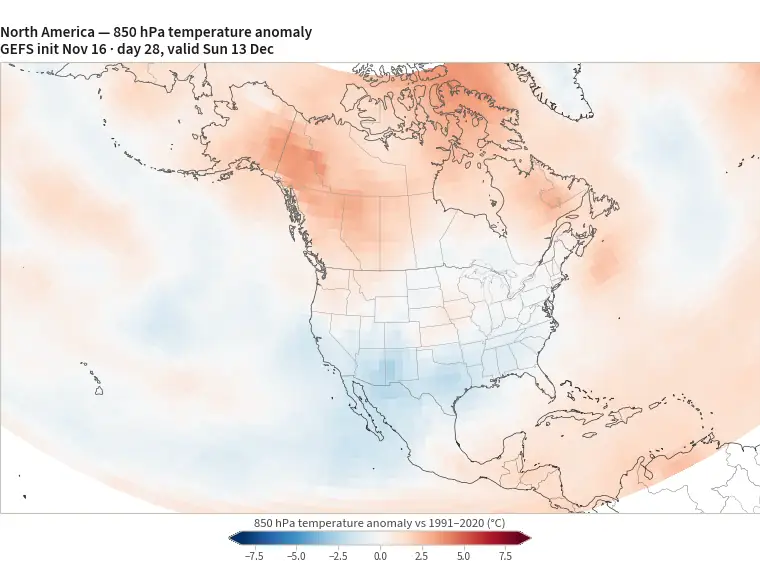 North America — 850 hPa temperature anomaly
GEFS init Nov 16 · day 28, valid Sun 13 Dec
850 hPa temperature anomaly vs 1991–2020 (°C)
−7.5 −5.0 −2.5 0.0 2.5 5.0 7.5